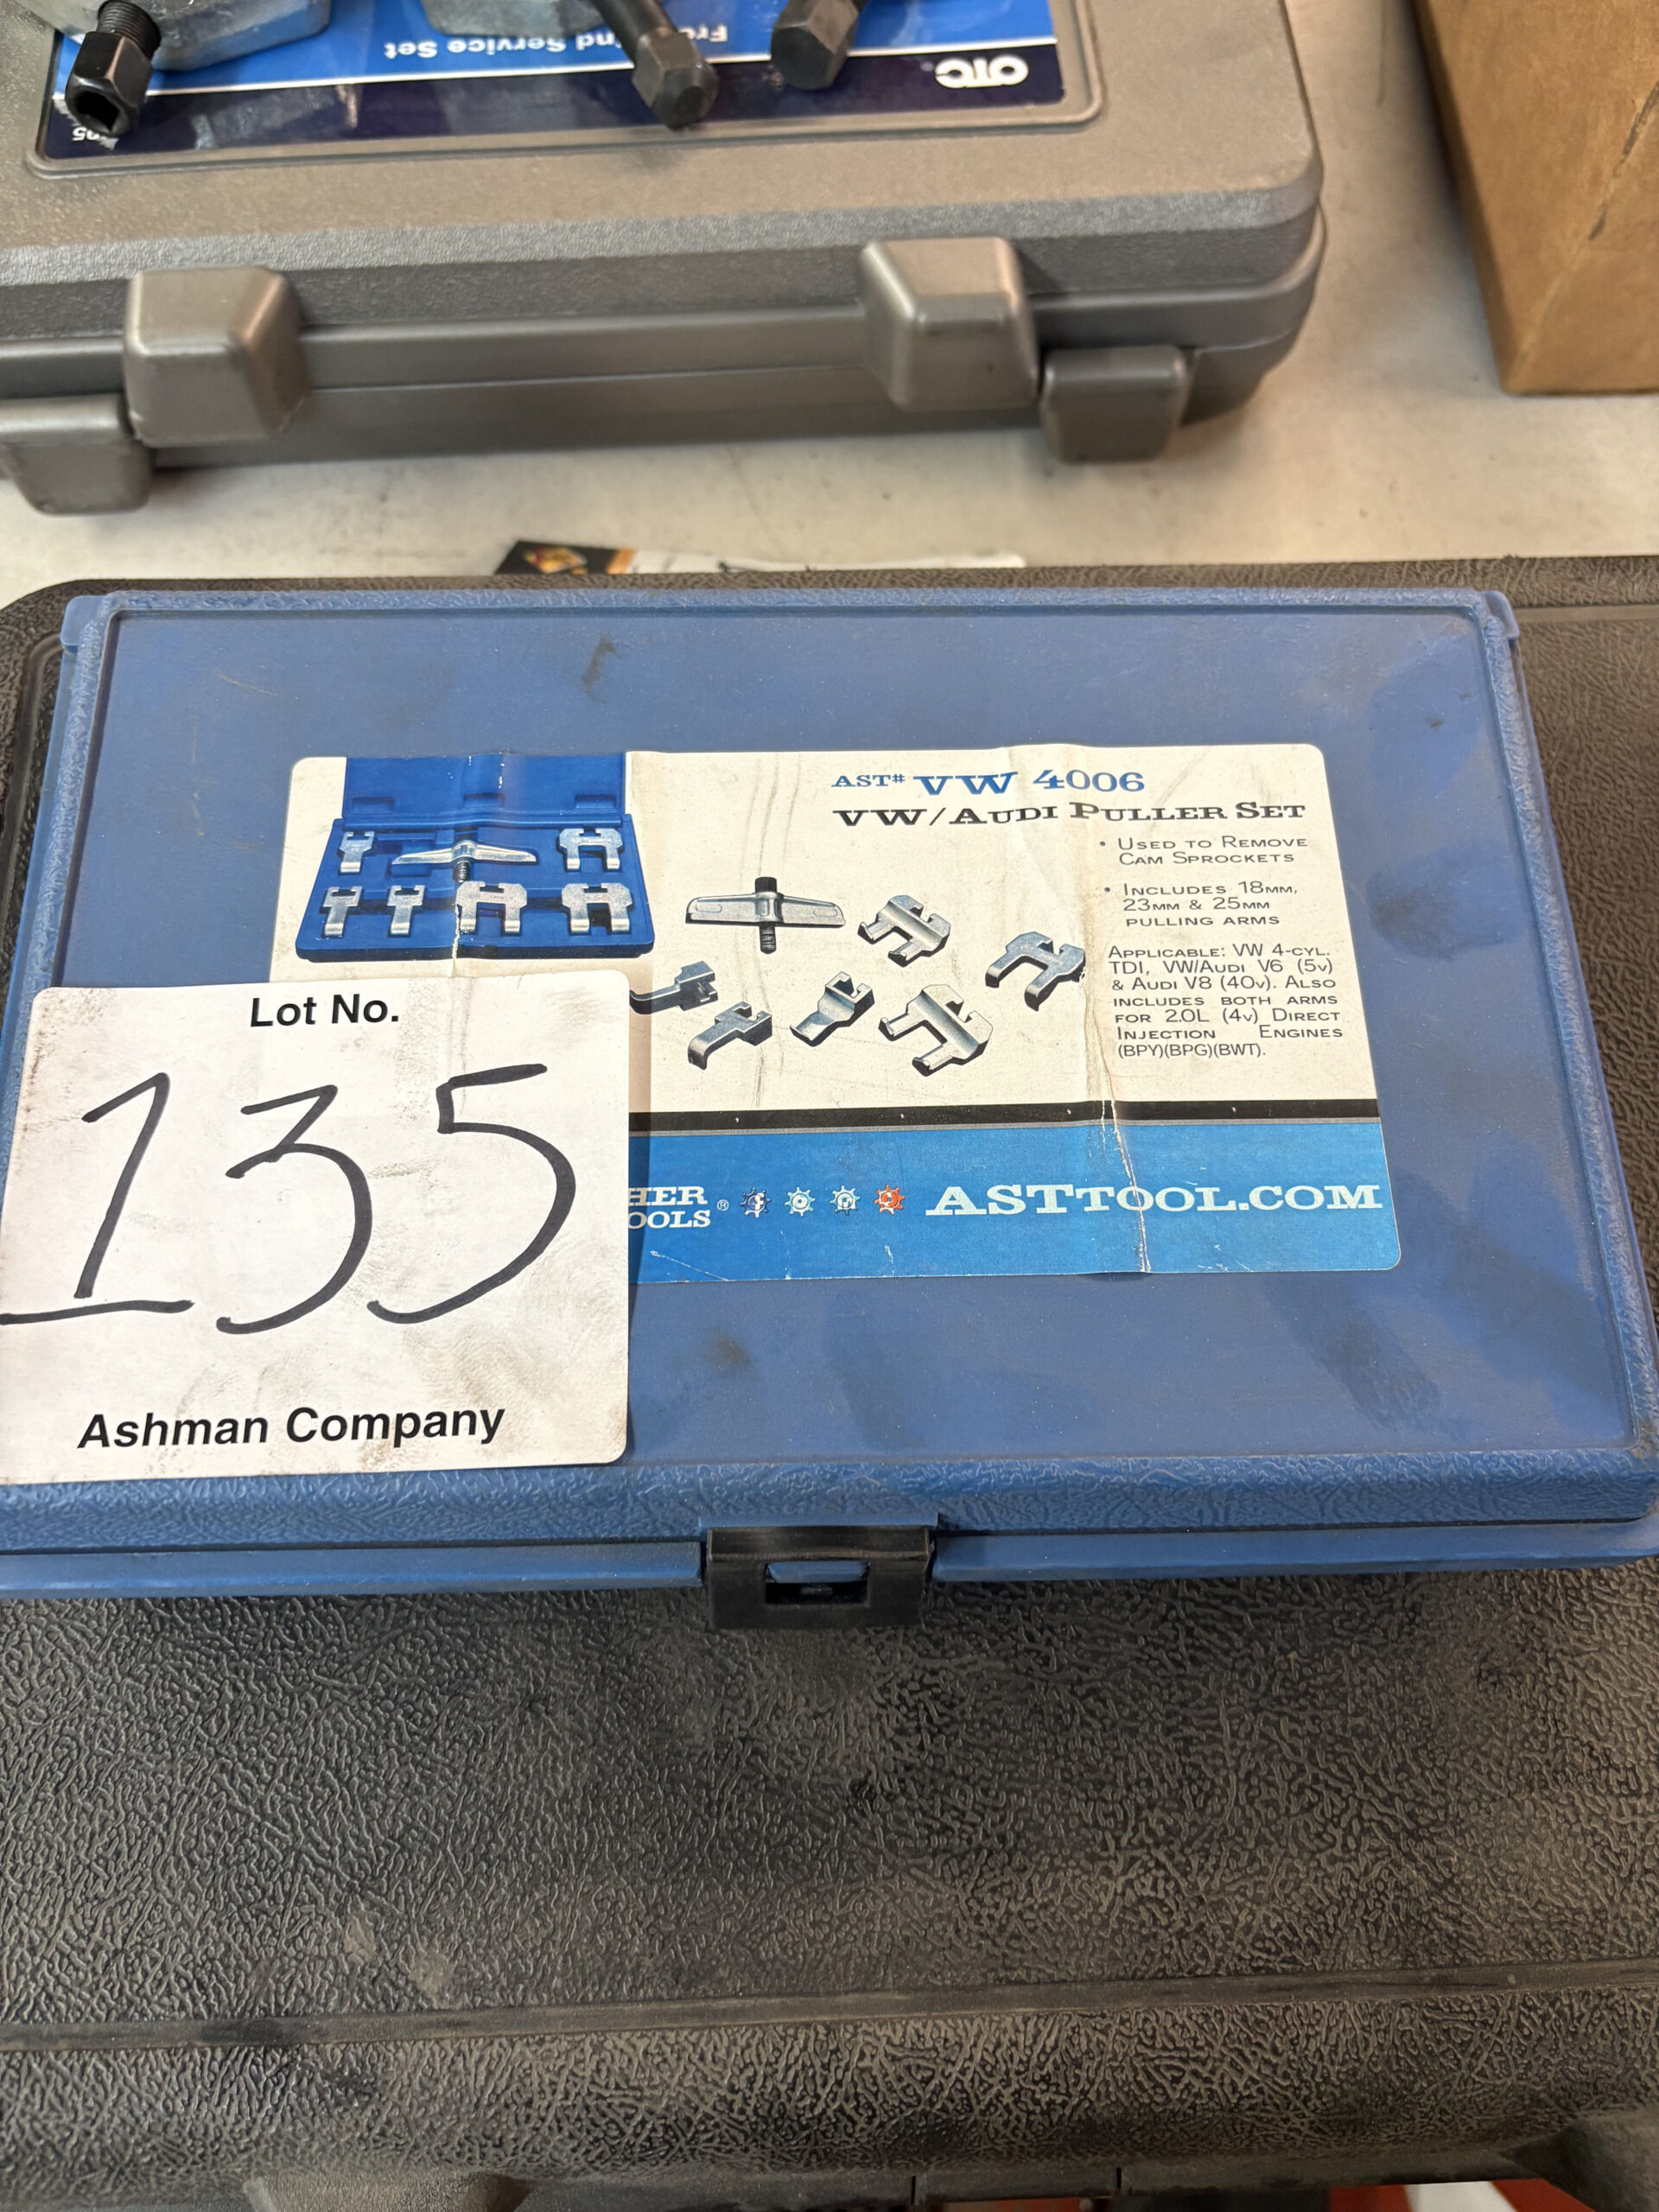 Front End Service Set
OTC
AST# VW 4006
VW/AUDI PULLER SET
• USED TO REMOVE
CAM SPROCKETS
• INCLUDES 18MM,
23MM & 25MM
PULLING ARMS
APPLICABLE: VW 4-CYL.
TDI, VW/AUDI V6 (5V)
& AUDI V8 (40V). ALSO
INCLUDES BOTH ARMS
FOR 2.0L (4V) DIRECT
INJECTION ENGINES
(BPY)(BPG)(BWT).
HER
OOLS ®
ASTTOOL.COM
Lot No.
135
Ashman Company